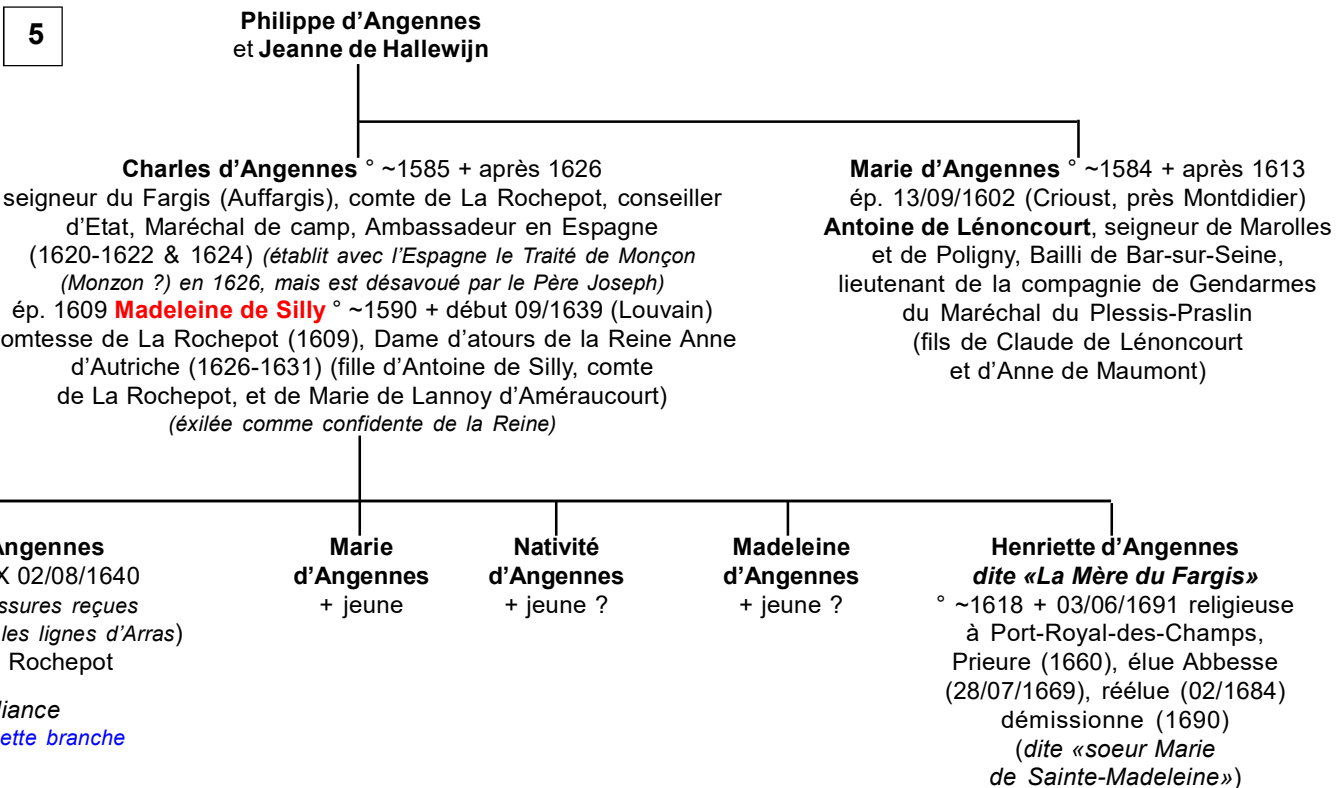 5
Philippe d’Angennes
et Jeanne de Hallewijn
Charles d’Angennes ° ~1585 + après 1626
seigneur du Fargis (Auffargis), comte de La Rochepot, conseiller
d’Etat, Maréchal de camp, Ambassadeur en Espagne
(1620-1622 & 1624) (établit avec l’Espagne le Traité de Monçon
(Monzon ?) en 1626, mais est désavoué par le Père Joseph)
ép. 1609 Madeleine de Silly ° ~1590 + début 09/1639 (Louvain)
omtesse de La Rochepot (1609), Dame d’atours de la Reine Anne
d’Autriche (1626-1631) (fille d’Antoine de Silly, comte
de La Rochepot, et de Marie de Lannoy d’Améraucourt)
(éxilée comme confidente de la Reine)
Marie d’Angennes ° ~1584 + après 1613
ép. 13/09/1602 (Crioust, près Montdidier)
Antoine de Lénoncourt, seigneur de Marolles
et de Poligny, Bailli de Bar-sur-Seine,
lieutenant de la compagnie de Gendarmes
du Maréchal du Plessis-Praslin
(fils de Claude de Lénoncourt
et d’Anne de Maumont)
Angennes
X 02/08/1640
ssures reçues
les lignes d’Arras)
Rochepot
liance
ette branche
Marie
d’Angennes
+ jeune
Nativité
d’Angennes
+ jeune ?
Madeleine
d’Angennes
+ jeune ?
Henriette d’Angennes
dite «La Mère du Fargis»
° ~1618 + 03/06/1691 religieuse
à Port-Royal-des-Champs,
Prieure (1660), élue Abbesse
(28/07/1669), réélue (02/1684)
démissionne (1690)
(dite «soeur Marie
de Sainte-Madeleine»)